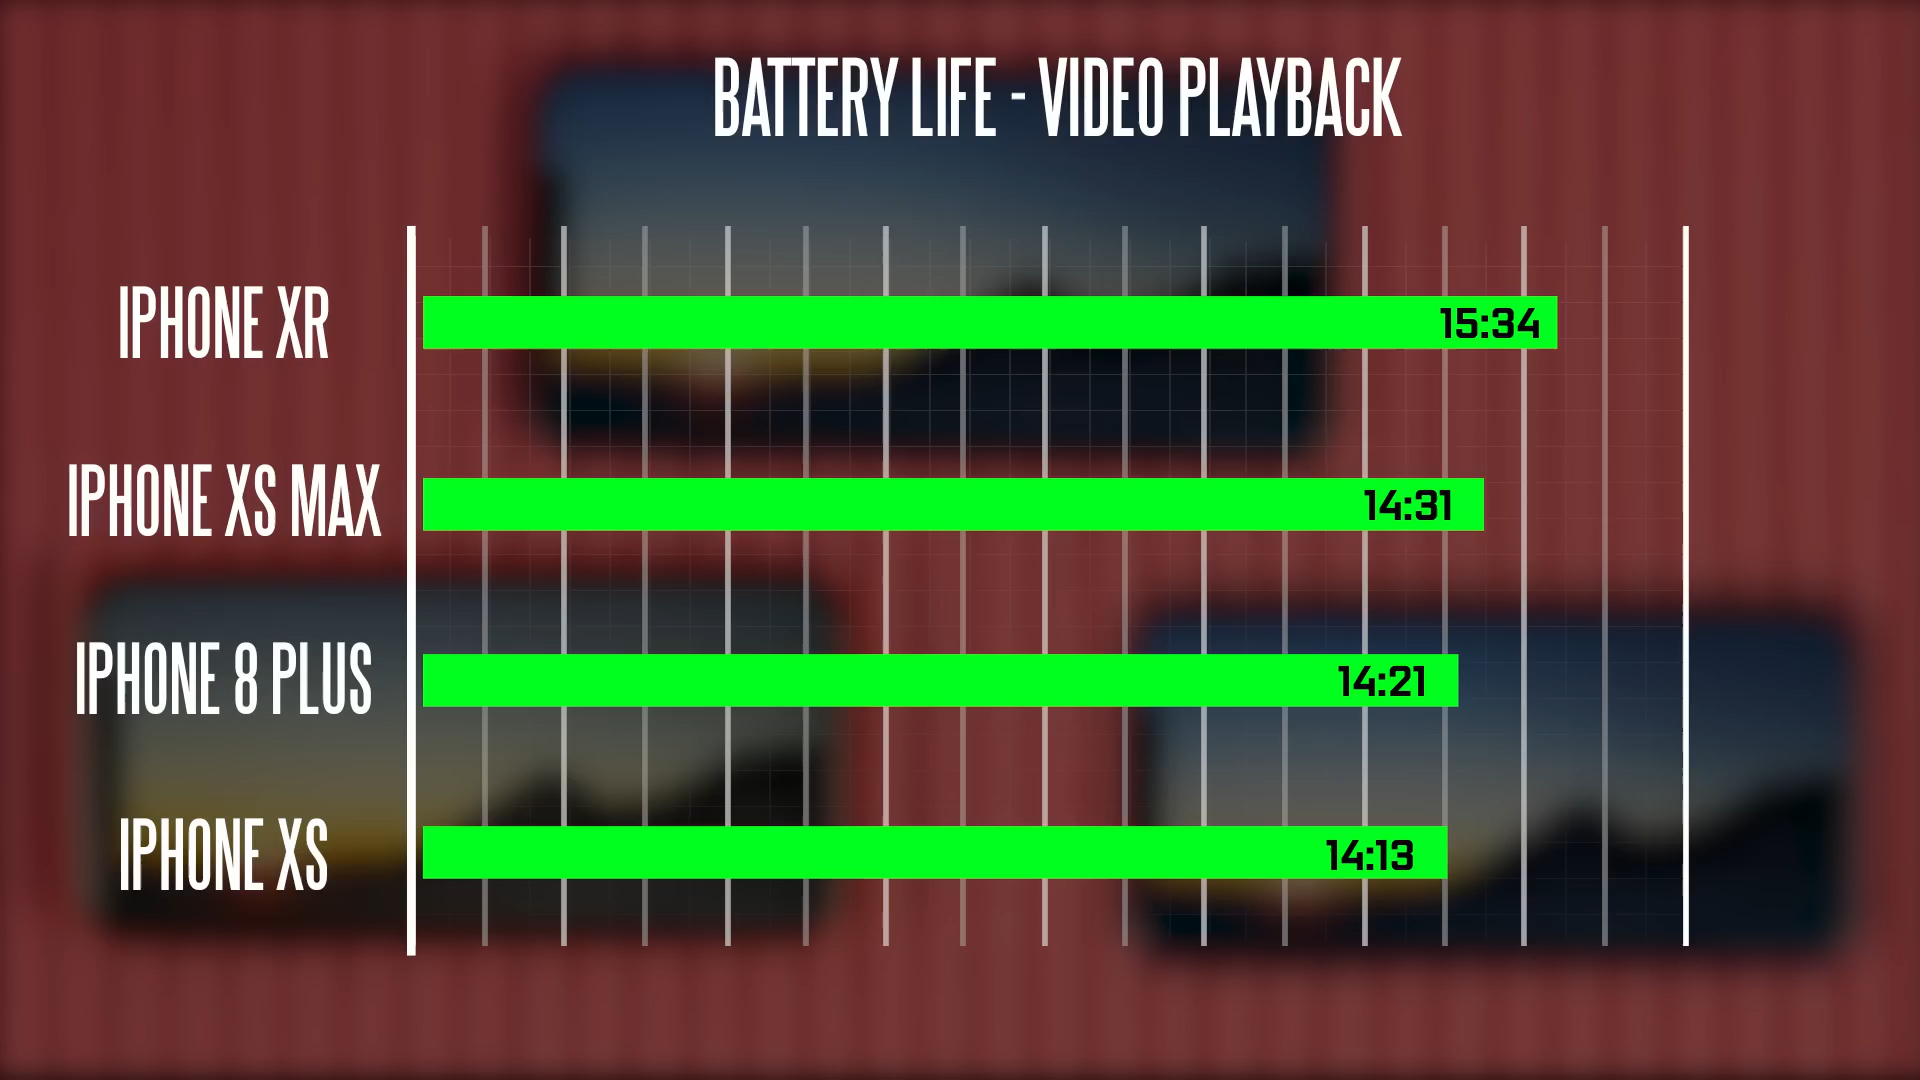 BATTERY LIFE - VIDEO PLAYBACK
IPHONE XR
15:34
IPHONE XS MAX
14:31
IPHONE 8 PLUS
14:21
IPHONE XS
14:13